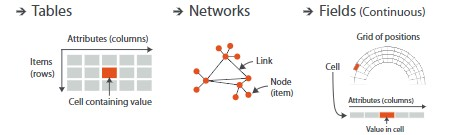 → Tables
Attributes (columns)
Items
(rows)
Cell containing value
→ Networks
Link
Node
(item)
→ Fields (Continuous)
Grid of positions
Cell
Attributes (columns)
Value in cell